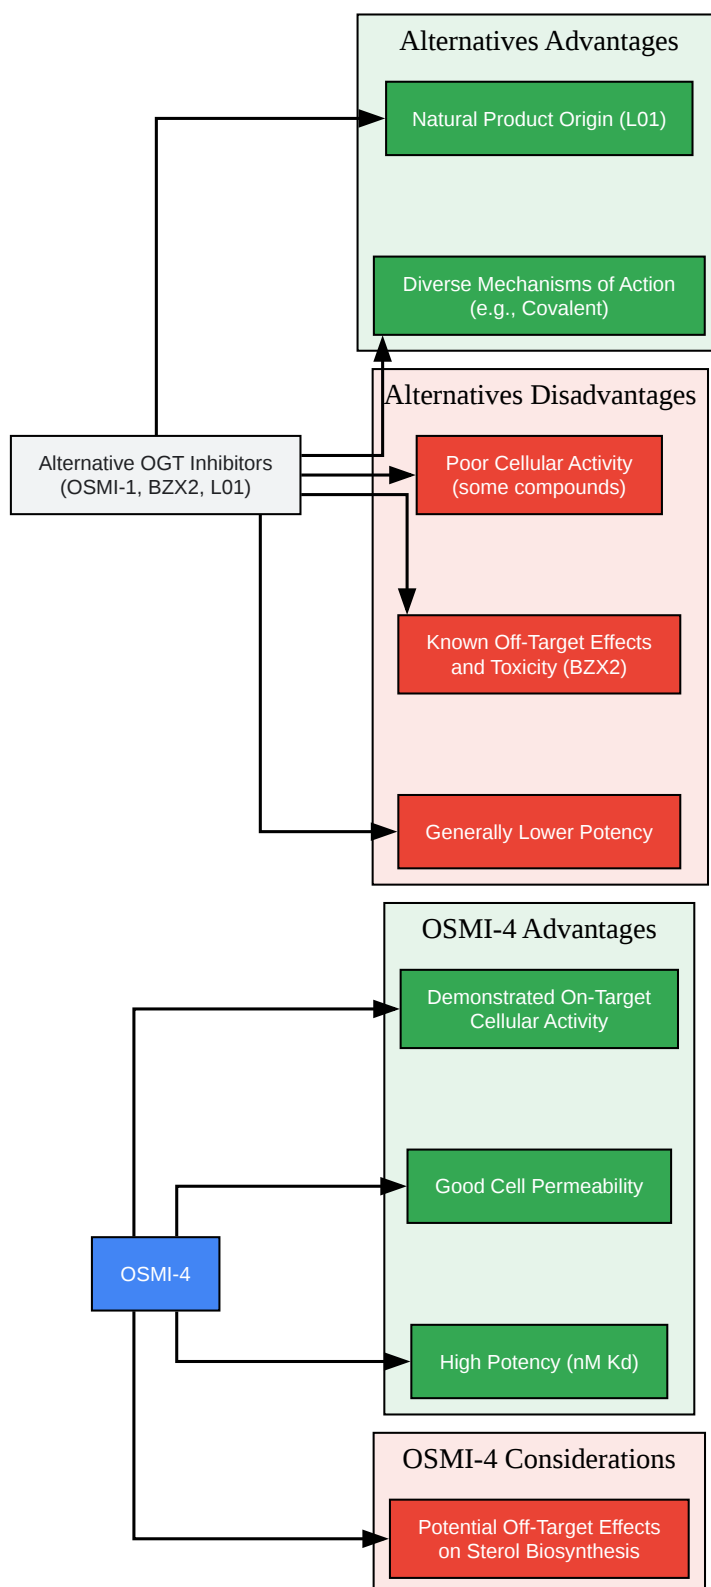 Alternatives Advantages
Natural Product Origin (L01)
Diverse Mechanisms of Action
(e.g., Covalent)
Alternatives Disadvantages
Alternative OGT Inhibitors
(OSMI-1, BZX2, L01)
Poor Cellular Activity
(some compounds)
Known Off-Target Effects
and Toxicity (BZX2)
Generally Lower Potency
OSMI-4 Advantages
Demonstrated On-Target
Cellular Activity
Good Cell Permeability
OSMI-4
High Potency (nM Kd)
OSMI-4 Considerations
Potential Off-Target Effects
on Sterol Biosynthesis